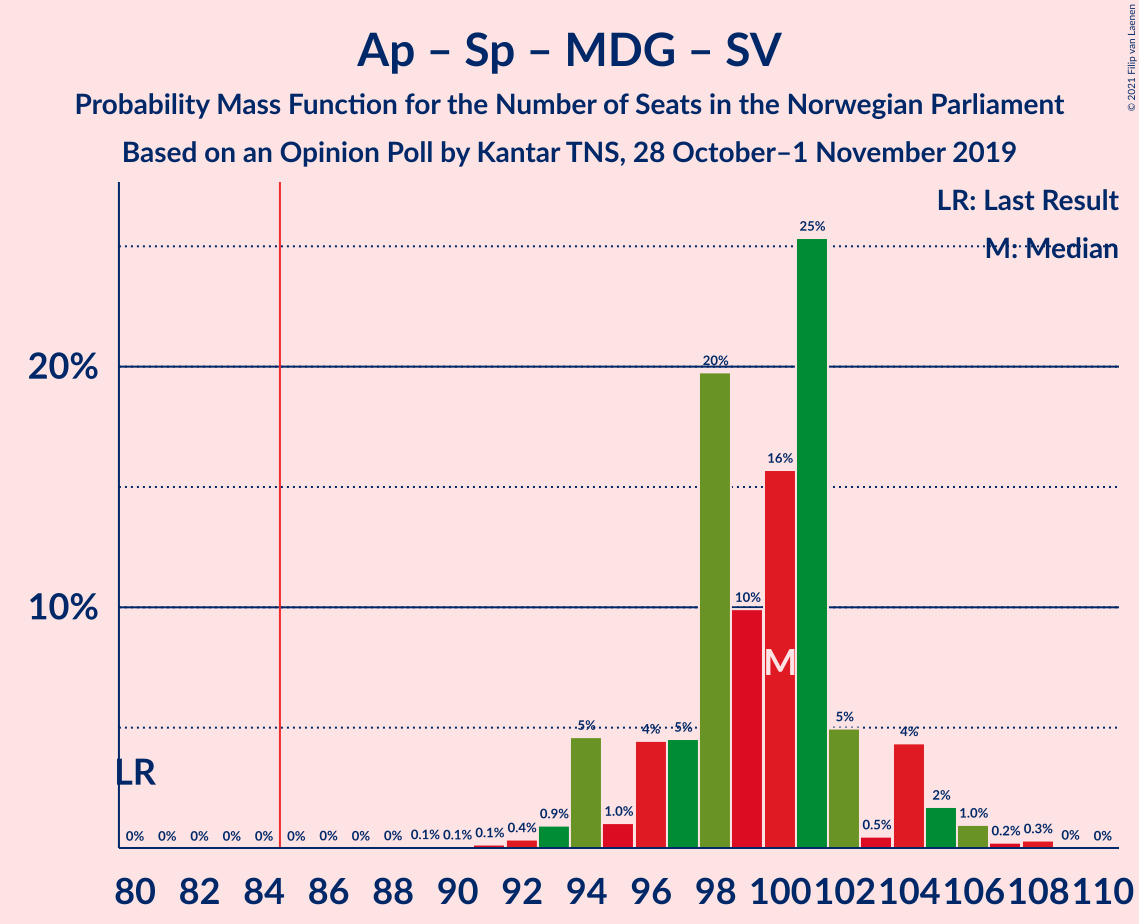 Ap – Sp – MDG – SV
Probability Mass Function for the Number of Seats in the Norwegian Parliament
Based on an Opinion Poll by Kantar TNS, 28 October–1 November 2019
© 2021 Filip van Laenen
LR: Last Result
M: Median
20%
10%
LR
M
0% 0% 0% 0% 0% 0% 0% 0% 0% 0.1% 0.1% 0.1% 0.4% 0.9% 5% 1.0% 4% 5% 20% 10% 16% 25% 5% 0.5% 4% 2% 1.0% 0.2% 0.3% 0% 0%
80 82 84 86 88 90 92 94 96 98 100 102 104 106 108 110